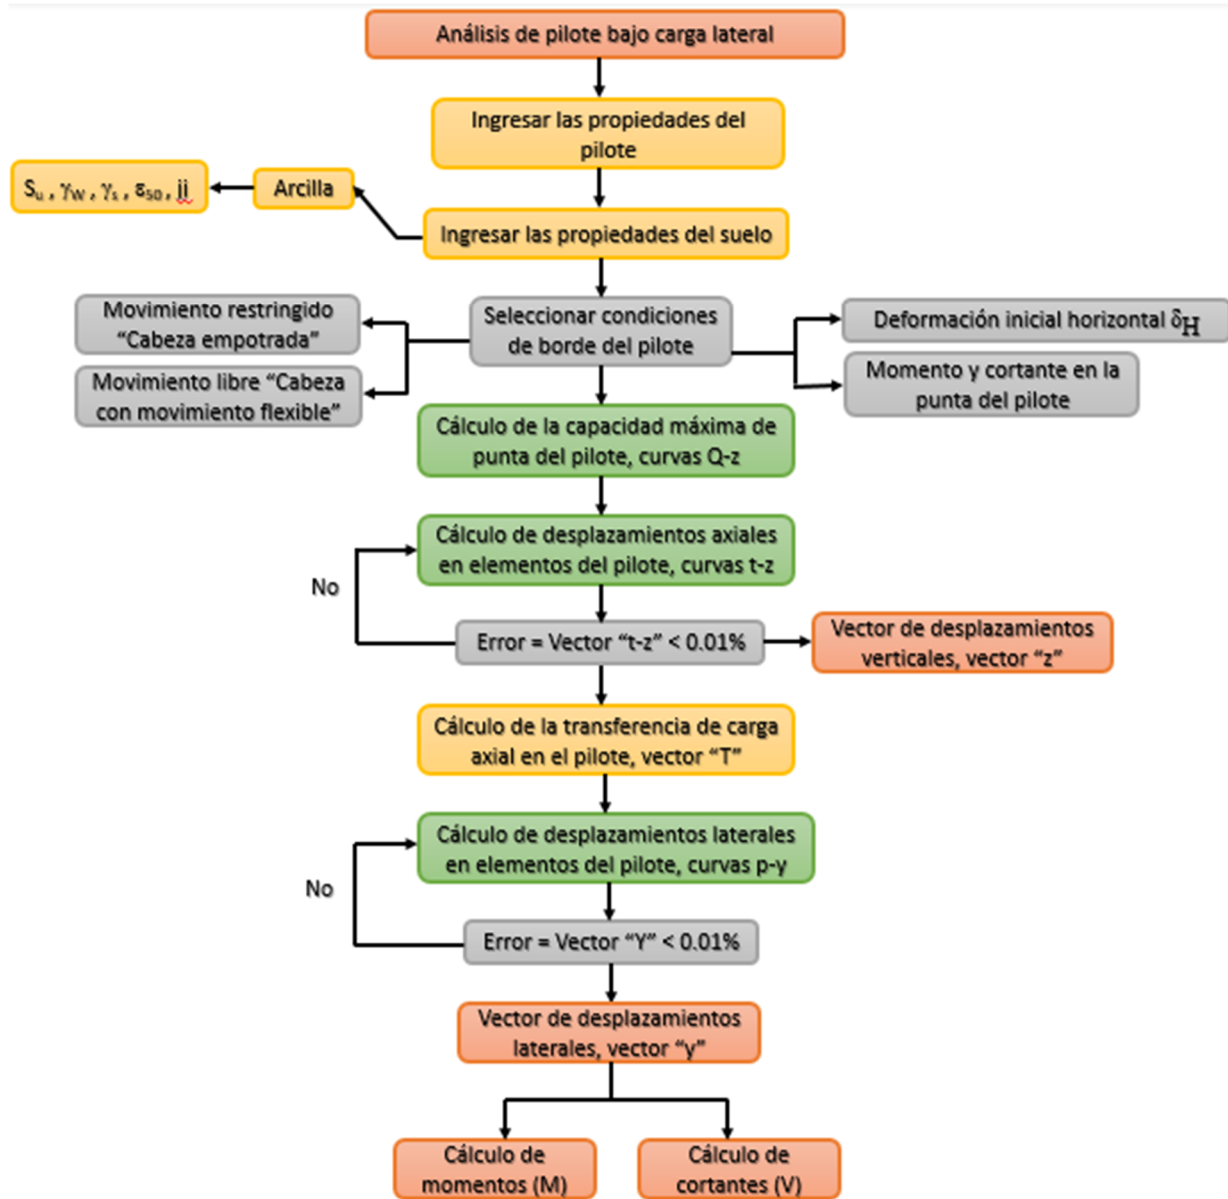 Análisis de pilote bajo carga lateral
Ingresar las propiedades del
pilote
Sᵤ , γ_W , γₛ , ε₅₀ , jj
Arcilla
Ingresar las propiedades del suelo
Movimiento restringido
“Cabeza empotrada”
Movimiento libre “Cabeza
con movimiento flexible”
Seleccionar condiciones
de borde del pilote
Deformación inicial horizontal δH
Momento y cortante en la
punta del pilote
Cálculo de la capacidad máxima de
punta del pilote, curvas Q-z
Cálculo de desplazamientos axiales
en elementos del pilote, curvas t-z
No
Error = Vector “t-z” < 0.01%
Vector de desplazamientos
verticales, vector “z”
Cálculo de la transferencia de carga
axial en el pilote, vector “T”
Cálculo de desplazamientos laterales
en elementos del pilote, curvas p-y
No
Error = Vector “Y” < 0.01%
Vector de desplazamientos
laterales, vector “y”
Cálculo de
momentos (M)
Cálculo de
cortantes (V)